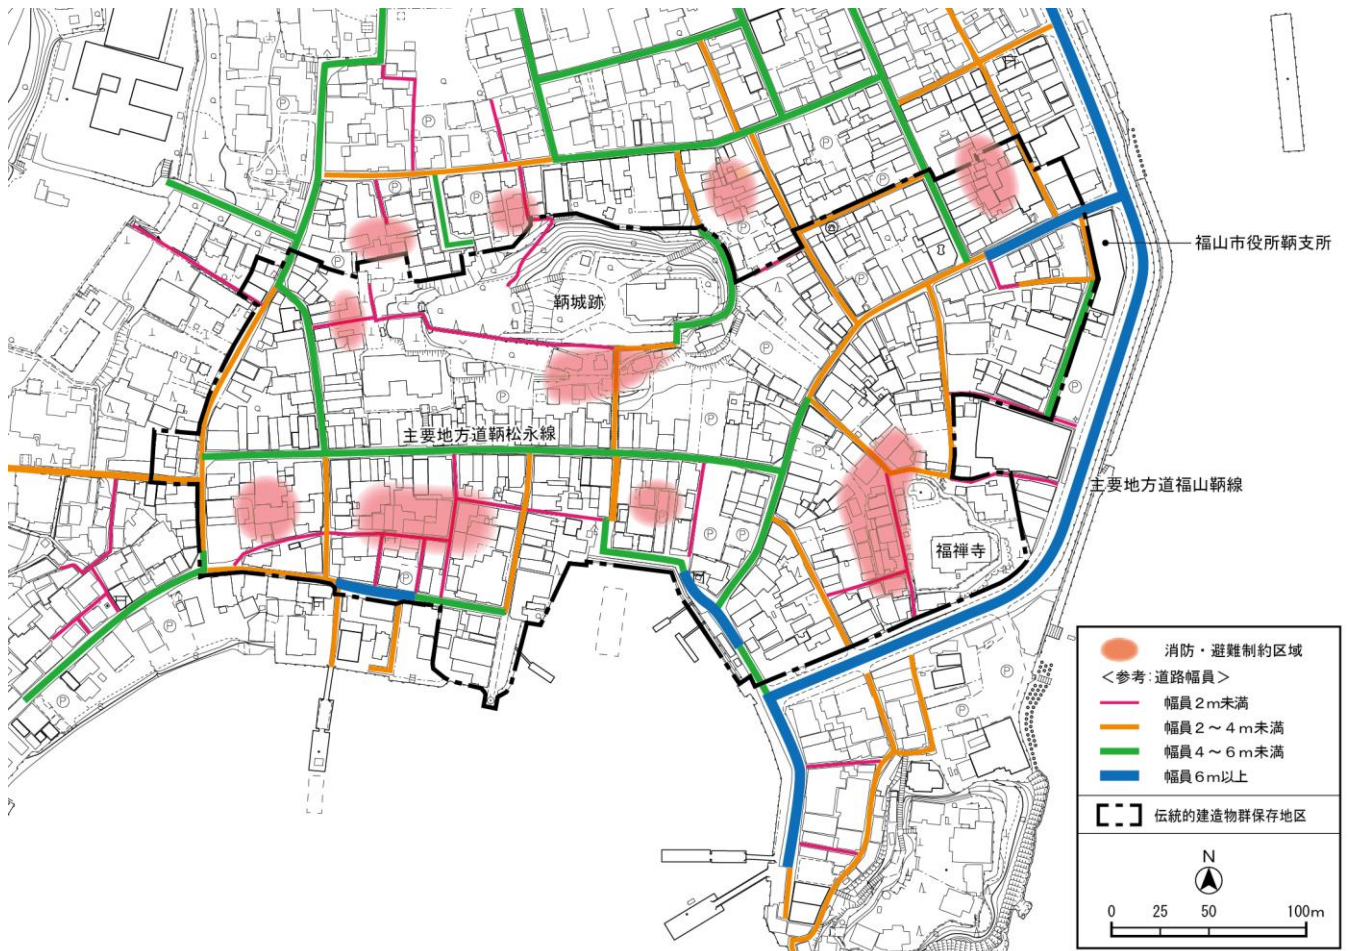 福山市役所鞆支所
鞆城跡
主要地方道鞆松永線
主要地方道福山鞆線
福禅寺
消防・避難制約区域
<参考:道路幅員>
幅員2m未満
幅員2～4m未満
幅員4～6m未満
幅員6m以上
伝統的建造物群保存地区
N
0 25 50 100m